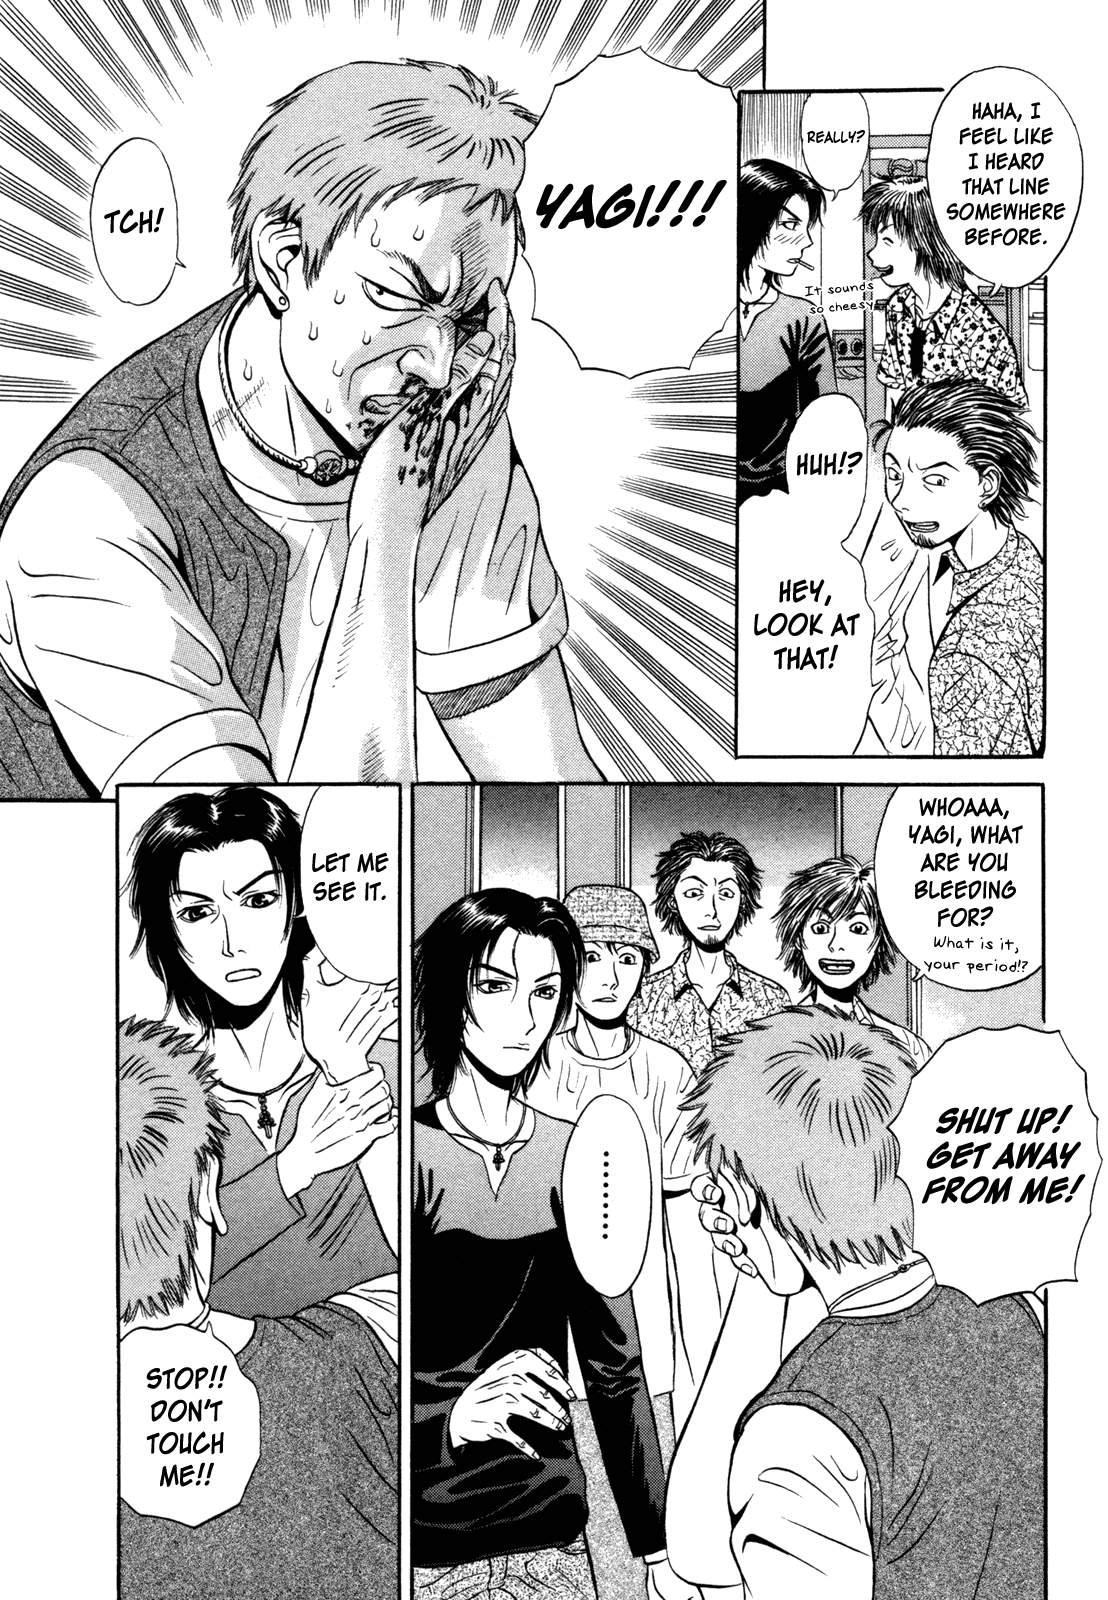 HAHA, I
FEEL LIKE
I HEARD
THAT LINE
SOMEWHERE
BEFORE.
REALLY?
It sounds
so cheesy
HUH!?
HEY,
LOOK AT
THAT!
YAGI!!!
TCH!
WHOAAA,
YAGI, WHAT
ARE YOU
BLEEDING
FOR?
What is it,
your period!?
SHUT UP!
GET AWAY
FROM ME!
........
LET ME
SEE IT.
STOP!!
DON'T
TOUCH
ME!!